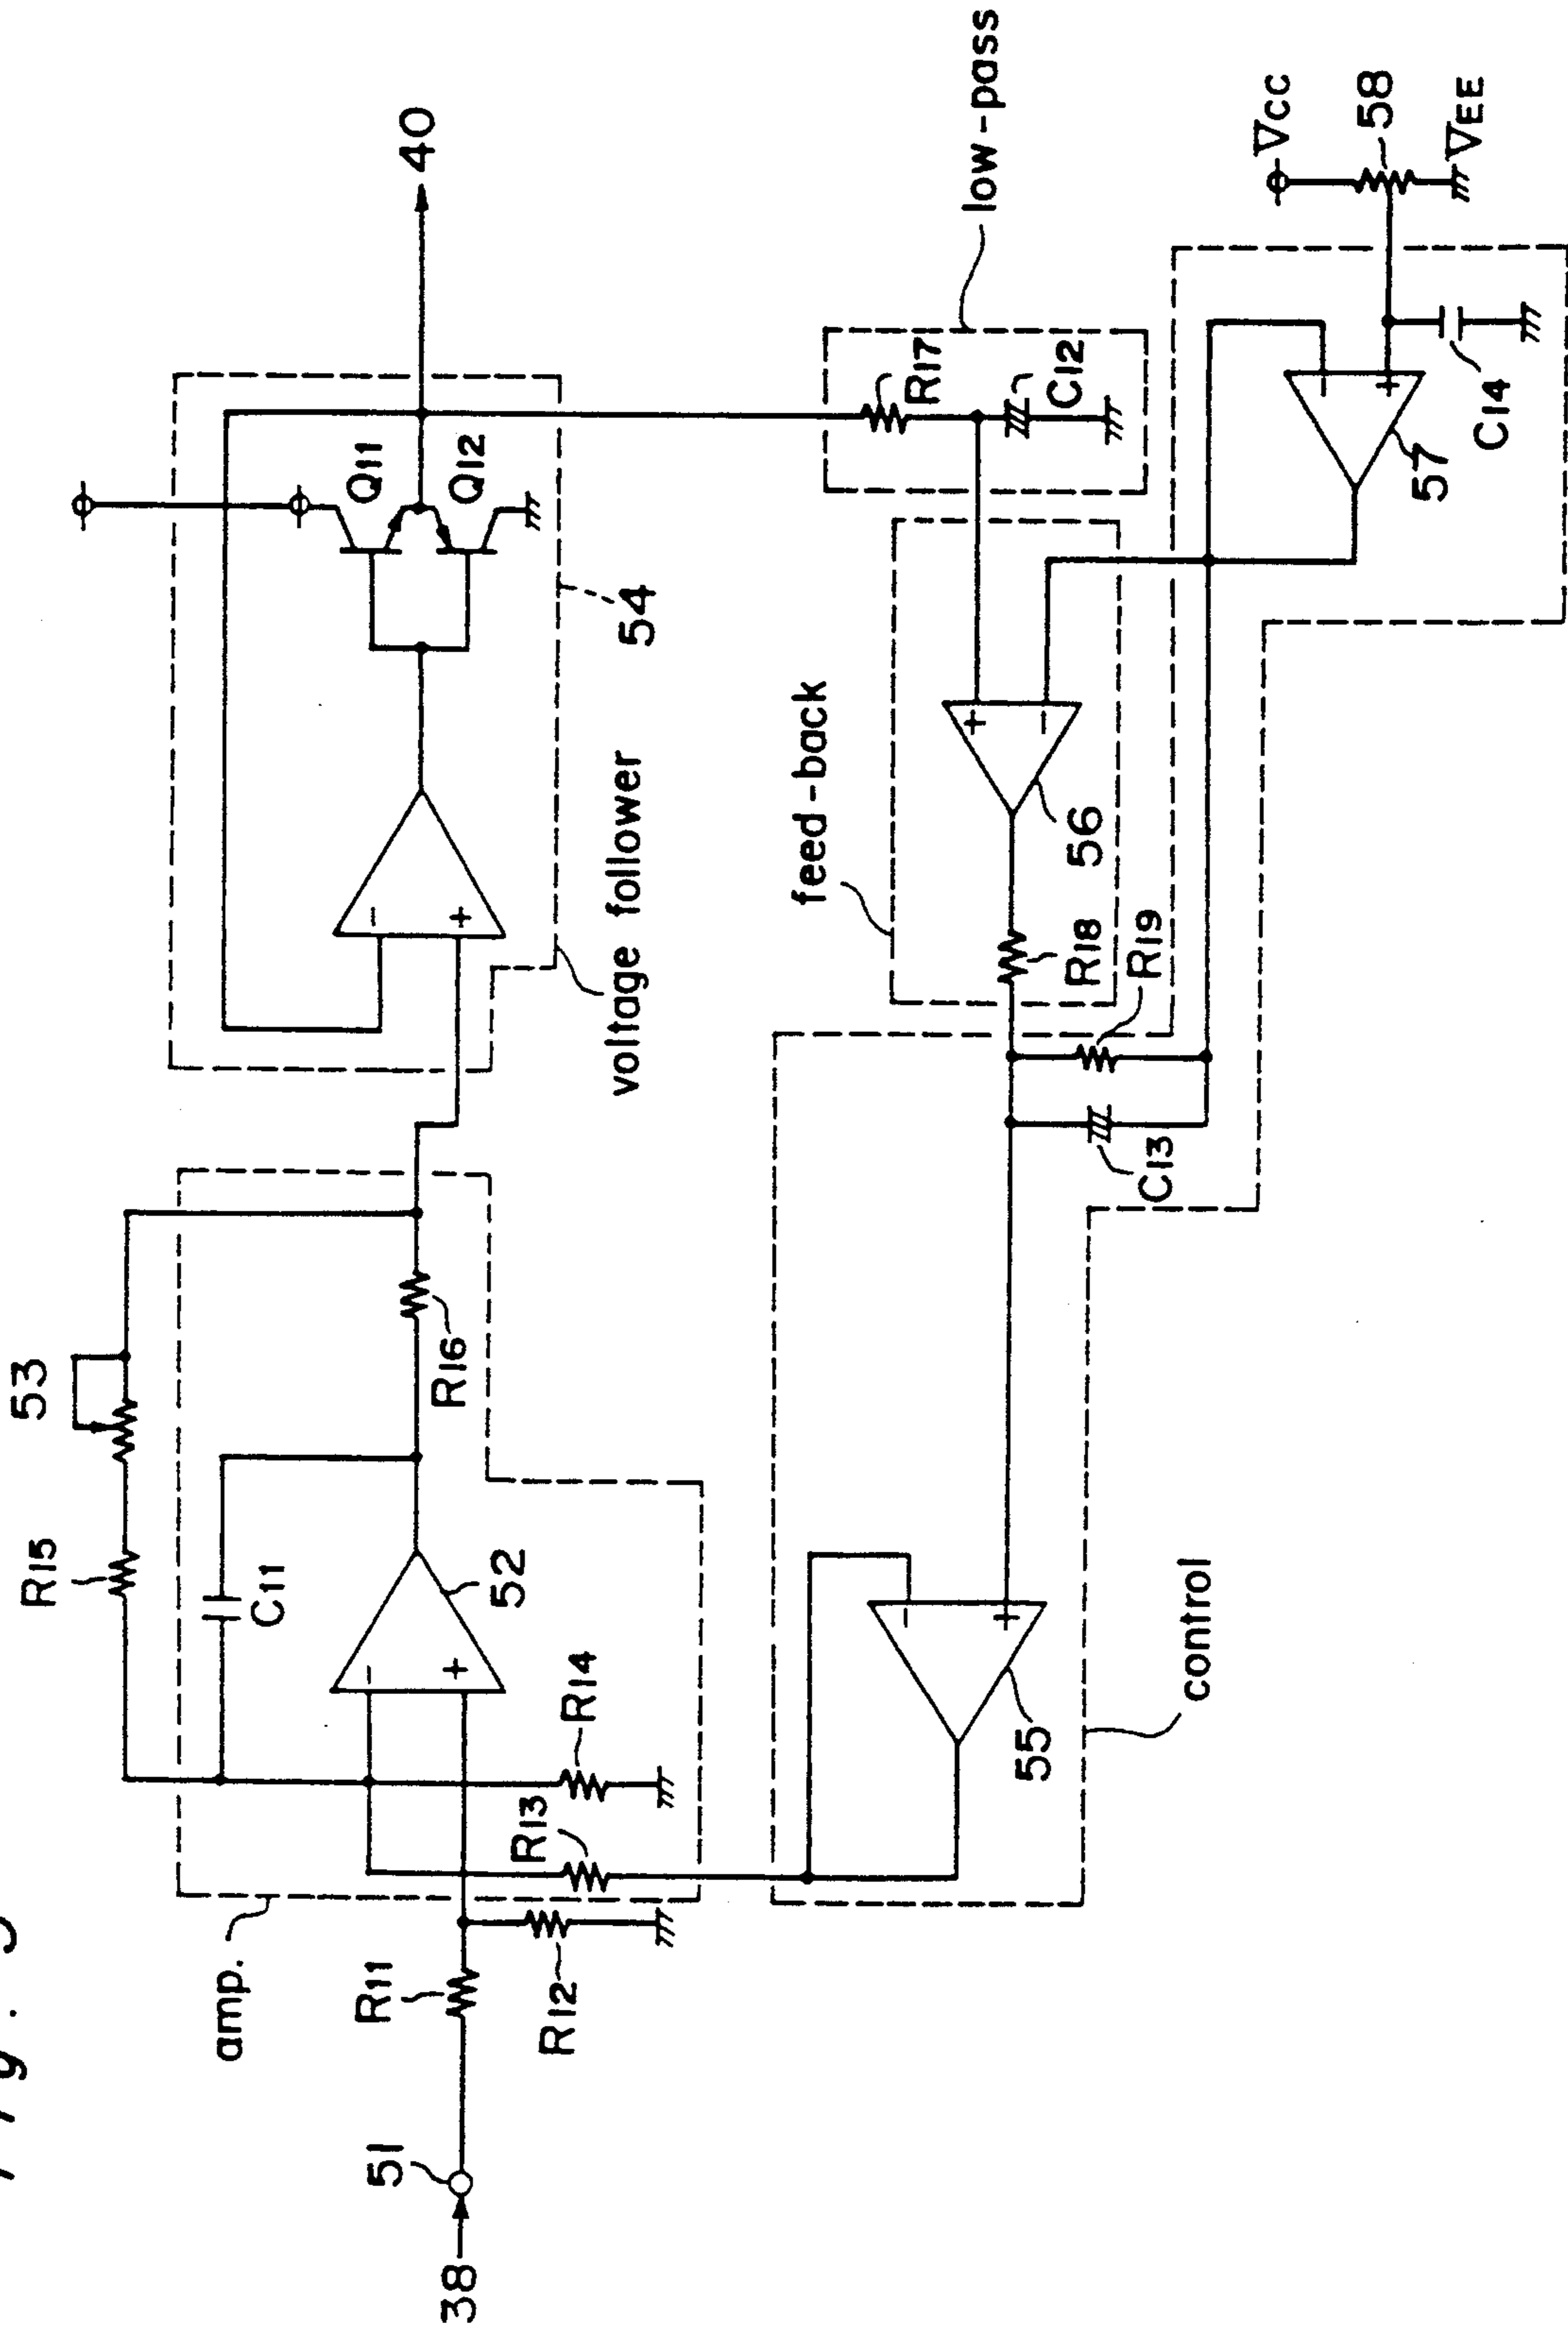 53
R15
C11
R16
52
R14
R13
amp.
R11
R12
51
38
40
Q11
Q12
54
voltage follower
low-pass
R17
C12
feed-back
56
R18
R19
C13
55
control
57
C14
58
VCC
VEE